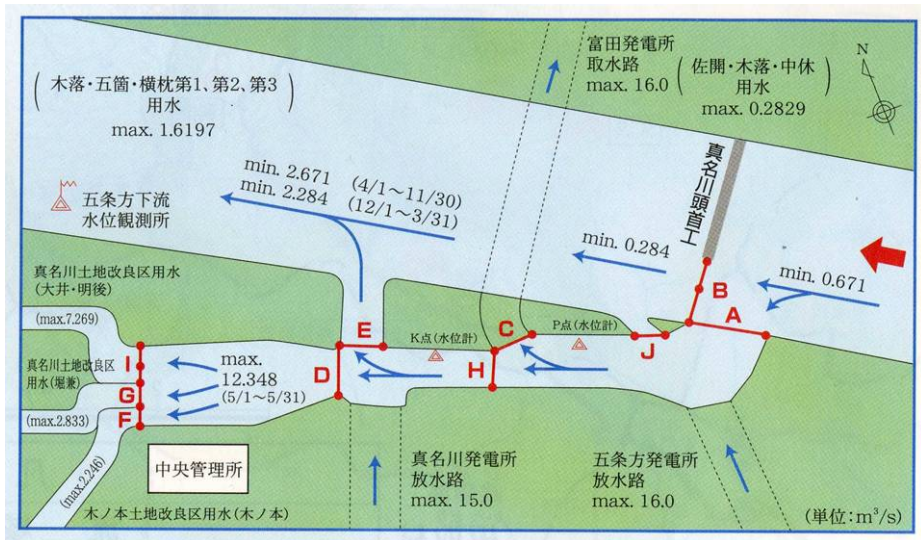 富田発電所
取水路
max. 16.0
佐開・木落・中休
用水
max. 0.2829
N
木落・五箇・横枕第1、第2、第3
用水
max. 1.6197
min. 2.671 (4/1〜11/30)
min. 2.284 (12/1〜3/31)
五条方下流
水位観測所
真名川頭首工
min. 0.284
min. 0.671
真名川土地改良区用水
(大井・明後)
(max.7.269)
B
A
E
K点(水位計)
C
P点(水位計)
J
真名川土地改良区
用水(堀兼)
I
max.
12.348
(5/1〜5/31)
D
H
G
(max.2.833)
F
(max.2.246)
中央管理所
木ノ本土地改良区用水(木ノ本)
真名川発電所
放水路
max. 15.0
五条方発電所
放水路
max. 16.0
(単位:m³/s)